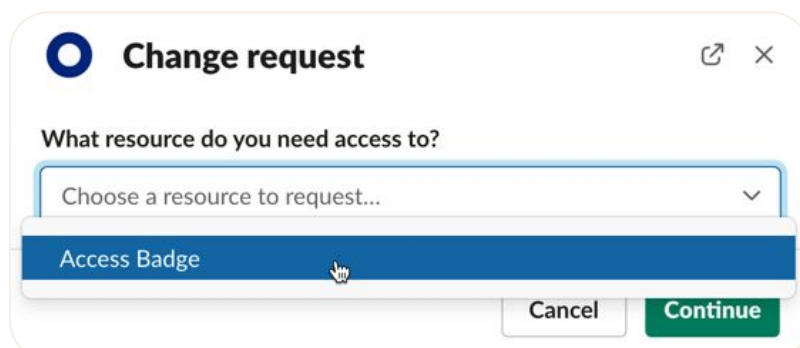 Change request
What resource do you need access to?
Choose a resource to request...
Access Badge
Cancel
Continue